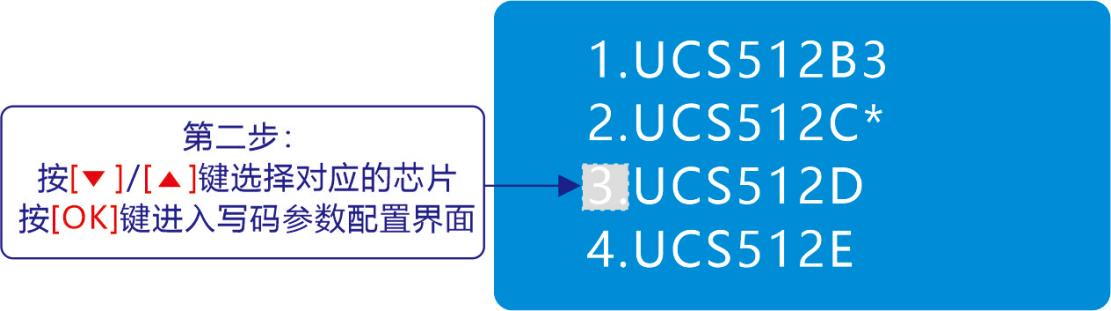 第二步：
按[▼ ]/[▲]键选择对应的芯片
按[OK]键进入写码参数配置界面
1.UCS512B3
2.UCS512C*
3.UCS512D
4.UCS512E